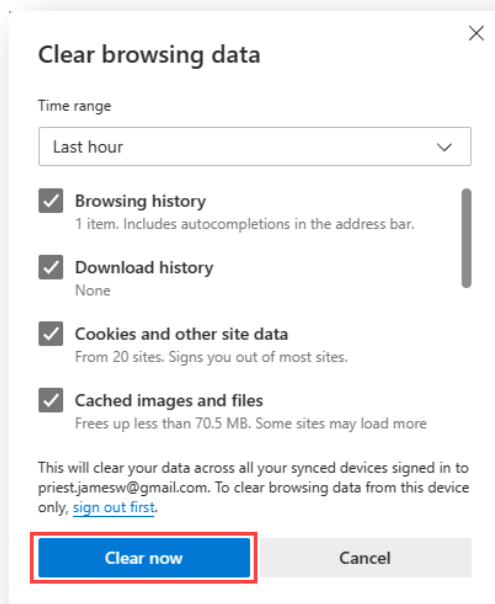 Clear browsing data
Time range
Last hour
Browsing history
1 item. Includes autocompletions in the address bar.
Download history
None
Cookies and other site data
From 20 sites. Signs you out of most sites.
Cached images and files
Frees up less than 70.5 MB. Some sites may load more
This will clear your data across all your synced devices signed in to
priest.jamesw@gmail.com. To clear browsing data from this device
only, sign out first.
Clear now
Cancel